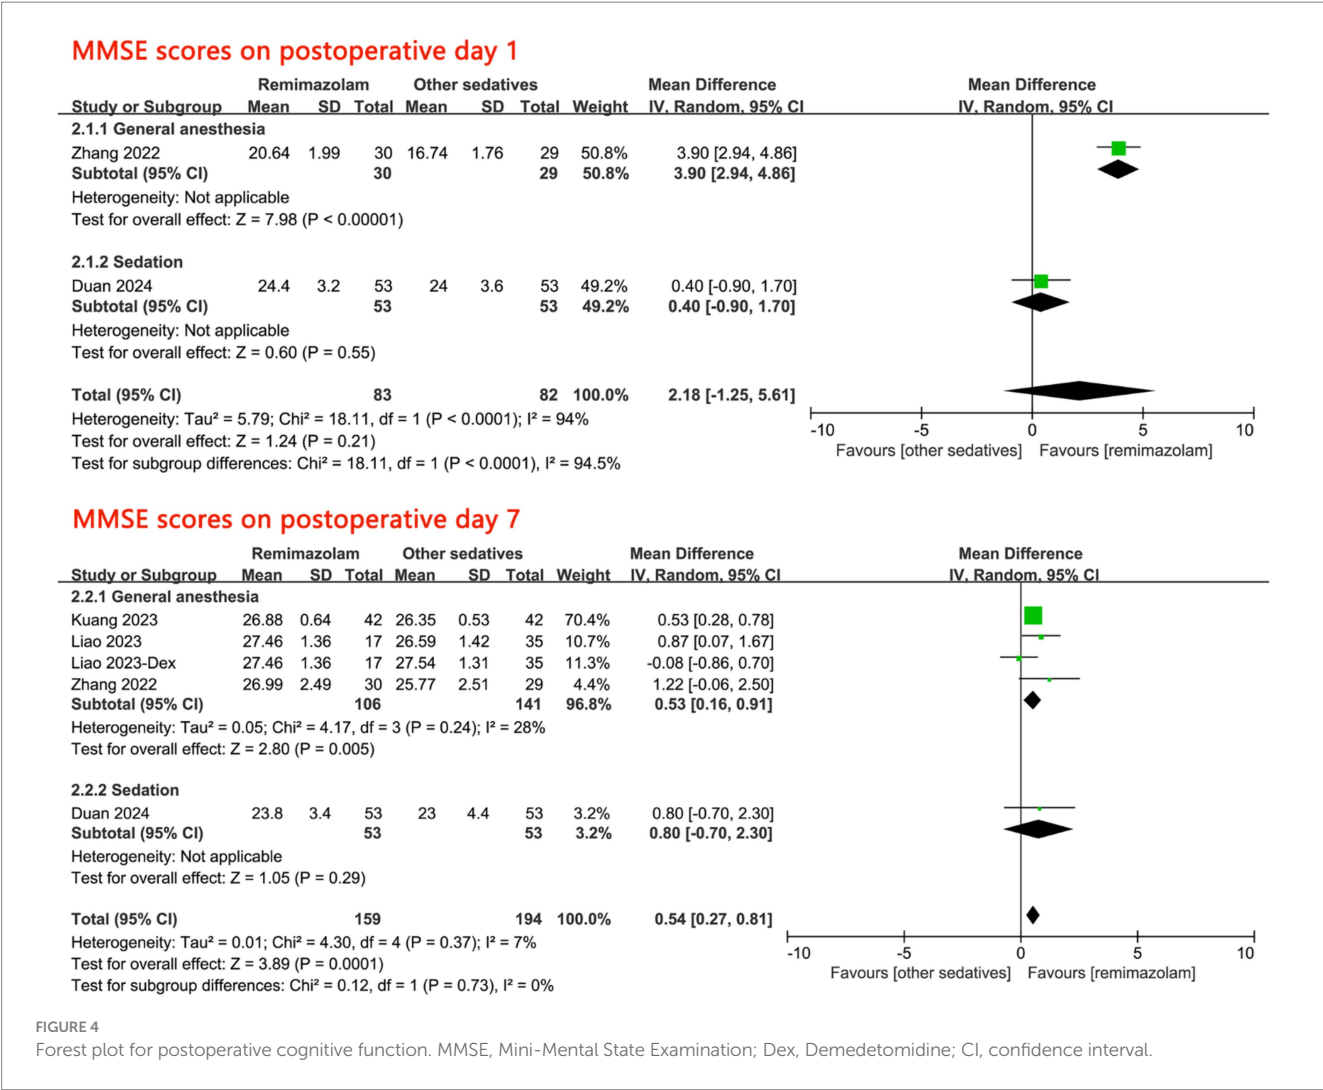 MMSE scores on postoperative day 1
Remimazolam Other sedatives Mean Difference Mean Difference
Study or Subgroup Mean SD Total Mean SD Total Weight IV, Random, 95% CI IV, Random, 95% CI
2.1.1 General anesthesia
Zhang 2022 20.64 1.99 30 16.74 1.76 29 50.8% 3.90 [2.94, 4.86]
Subtotal (95% CI) 30 29 50.8% 3.90 [2.94, 4.86]
Heterogeneity: Not applicable
Test for overall effect: Z = 7.98 (P < 0.00001)
2.1.2 Sedation
Duan 2024 24.4 3.2 53 24 3.6 53 49.2% 0.40 [-0.90, 1.70]
Subtotal (95% CI) 53 53 49.2% 0.40 [-0.90, 1.70]
Heterogeneity: Not applicable
Test for overall effect: Z = 0.60 (P = 0.55)
Total (95% CI) 83 82 100.0% 2.18 [-1.25, 5.61]
Heterogeneity: Tau² = 5.79; Chi² = 18.11, df = 1 (P < 0.0001); I² = 94%
Test for overall effect: Z = 1.24 (P = 0.21)
Test for subgroup differences: Chi² = 18.11, df = 1 (P < 0.0001), I² = 94.5%
-10 -5 0 5 10
Favours [other sedatives] Favours [remimazolam]
MMSE scores on postoperative day 7
Remimazolam Other sedatives Mean Difference Mean Difference
Study or Subgroup Mean SD Total Mean SD Total Weight IV, Random, 95% CI IV, Random, 95% CI
2.2.1 General anesthesia
Kuang 2023 26.88 0.64 42 26.35 0.53 42 70.4% 0.53 [0.28, 0.78]
Liao 2023 27.46 1.36 17 26.59 1.42 35 10.7% 0.87 [0.07, 1.67]
Liao 2023-Dex 27.46 1.36 17 27.54 1.31 35 11.3% -0.08 [-0.86, 0.70]
Zhang 2022 26.99 2.49 30 25.77 2.51 29 4.4% 1.22 [-0.06, 2.50]
Subtotal (95% CI) 106 141 96.8% 0.53 [0.16, 0.91]
Heterogeneity: Tau² = 0.05; Chi² = 4.17, df = 3 (P = 0.24); I² = 28%
Test for overall effect: Z = 2.80 (P = 0.005)
2.2.2 Sedation
Duan 2024 23.8 3.4 53 23 4.4 53 3.2% 0.80 [-0.70, 2.30]
Subtotal (95% CI) 53 53 3.2% 0.80 [-0.70, 2.30]
Heterogeneity: Not applicable
Test for overall effect: Z = 1.05 (P = 0.29)
Total (95% CI) 159 194 100.0% 0.54 [0.27, 0.81]
Heterogeneity: Tau² = 0.01; Chi² = 4.30, df = 4 (P = 0.37); I² = 7%
Test for overall effect: Z = 3.89 (P = 0.0001)
Test for subgroup differences: Chi² = 0.12, df = 1 (P = 0.73), I² = 0%
-10 -5 0 5 10
Favours [other sedatives] Favours [remimazolam]
FIGURE 4
Forest plot for postoperative cognitive function. MMSE, Mini-Mental State Examination; Dex, Demedetomidine; CI, confidence interval.